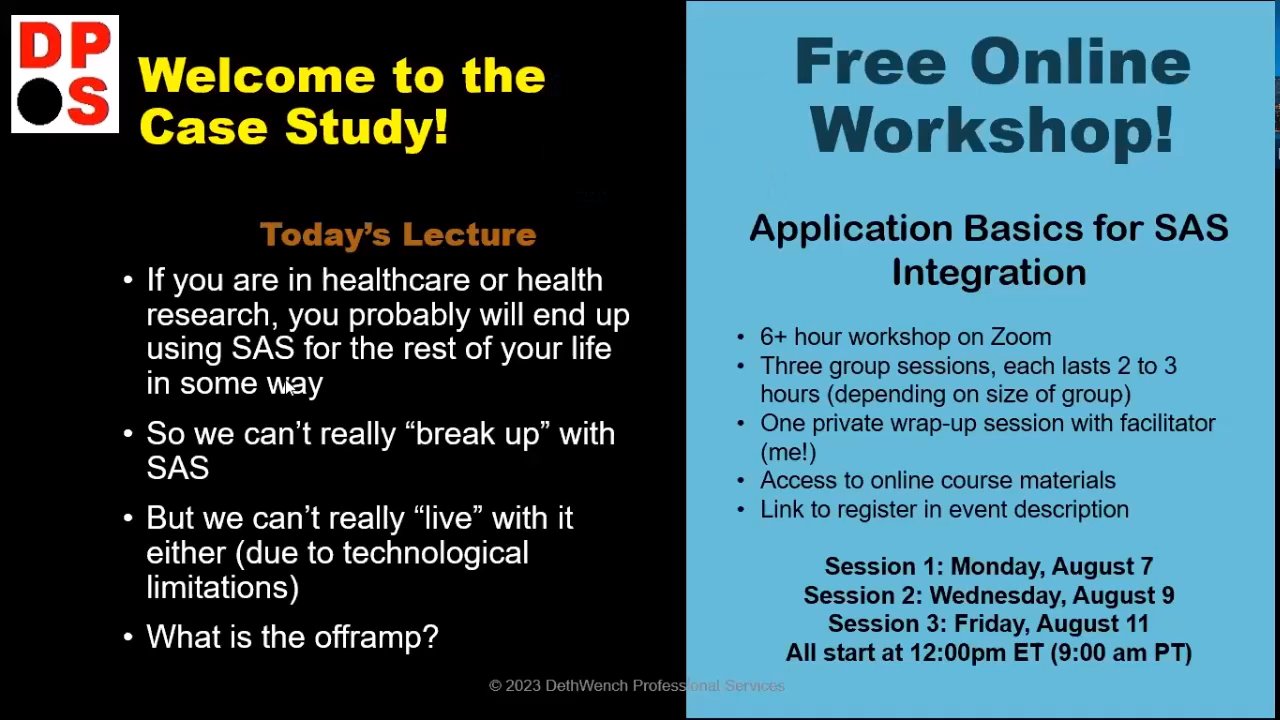 DP
S
Welcome to the
Case Study!
Today's Lecture
• If you are in healthcare or health
research, you probably will end up
using SAS for the rest of your life
in some way
• So we can't really “break up” with
SAS
• But we can't really “live” with it
either (due to technological
limitations)
• What is the offramp?
Free Online
Workshop!
Application Basics for SAS
Integration
• 6+ hour workshop on Zoom
• Three group sessions, each lasts 2 to 3
hours (depending on size of group)
• One private wrap-up session with facilitator
(me!)
• Access to online course materials
• Link to register in event description
Session 1: Monday, August 7
Session 2: Wednesday, August 9
Session 3: Friday, August 11
All start at 12:00pm ET (9:00 am PT)
© 2023 DethWench Professional Services